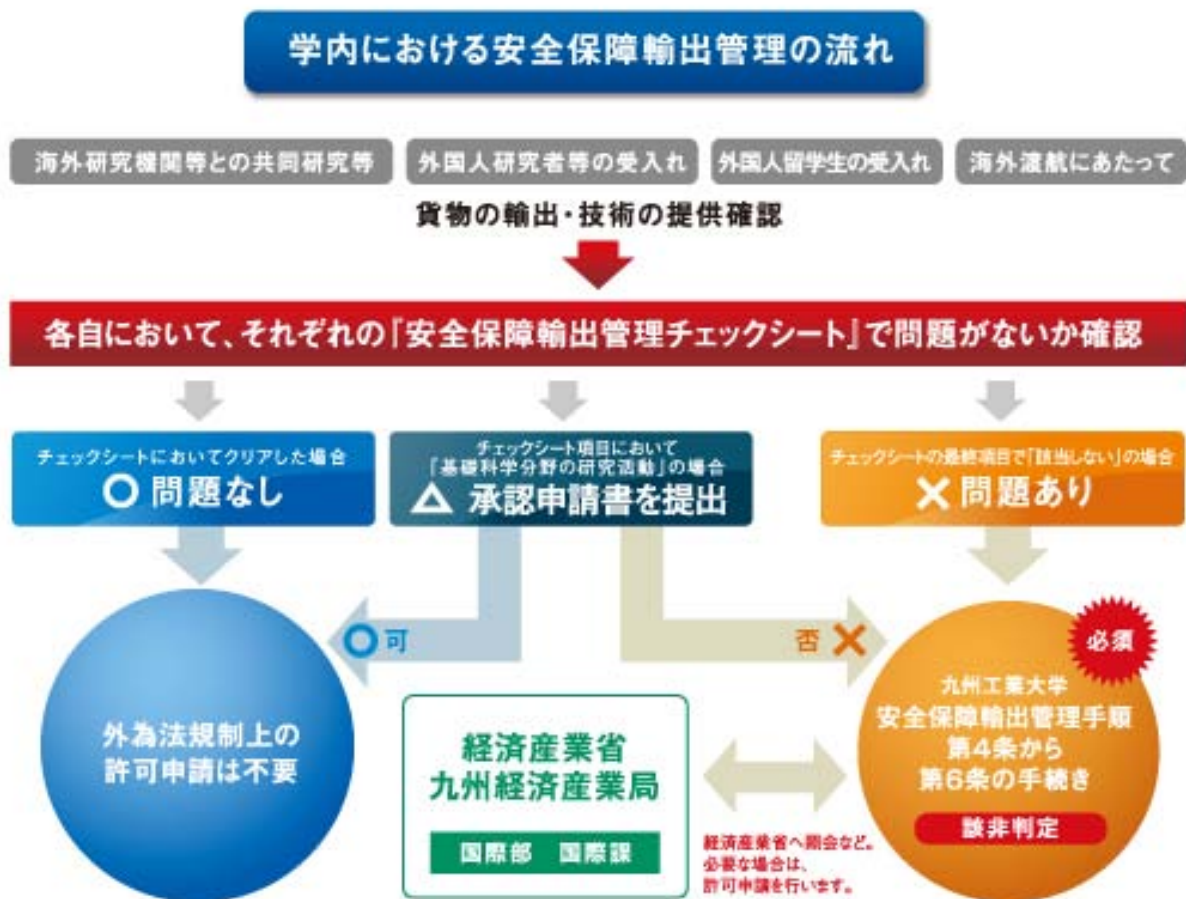 学内における安全保障輸出管理の流れ
海外研究機関等との共同研究等
外国人研究者等の受入れ
外国人留学生の受入れ
海外渡航にあたって
貨物の輸出・技術の提供確認
各自において、それぞれの『安全保障輸出管理チェックシート』で問題がないか確認
チェックシートにおいてクリアした場合
○ 問題なし
チェックシート項目において
『基礎科学分野の研究活動』の場合
△ 承認申請書を提出
チェックシートの最終項目で「該当しない」の場合
× 問題あり
○可
否×
必須
外為法規制上の
許可申請は不要
経済産業省
九州経済産業局
国際部 国際課
九州工業大学
安全保障輸出管理手順
第4条から
第6条の手続き
該非判定
経済産業省へ照会など。
必要な場合は、
許可申請を行います。